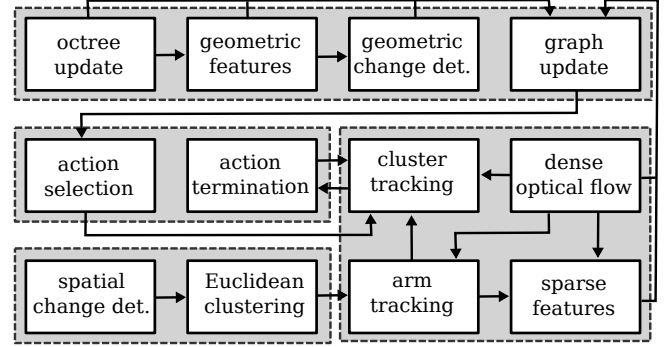 octree
update
geometric
features
geometric
change det.
graph
update
action
selection
action
termination
cluster
tracking
dense
optical flow
spatial
change det.
Euclidean
clustering
arm
tracking
sparse
features